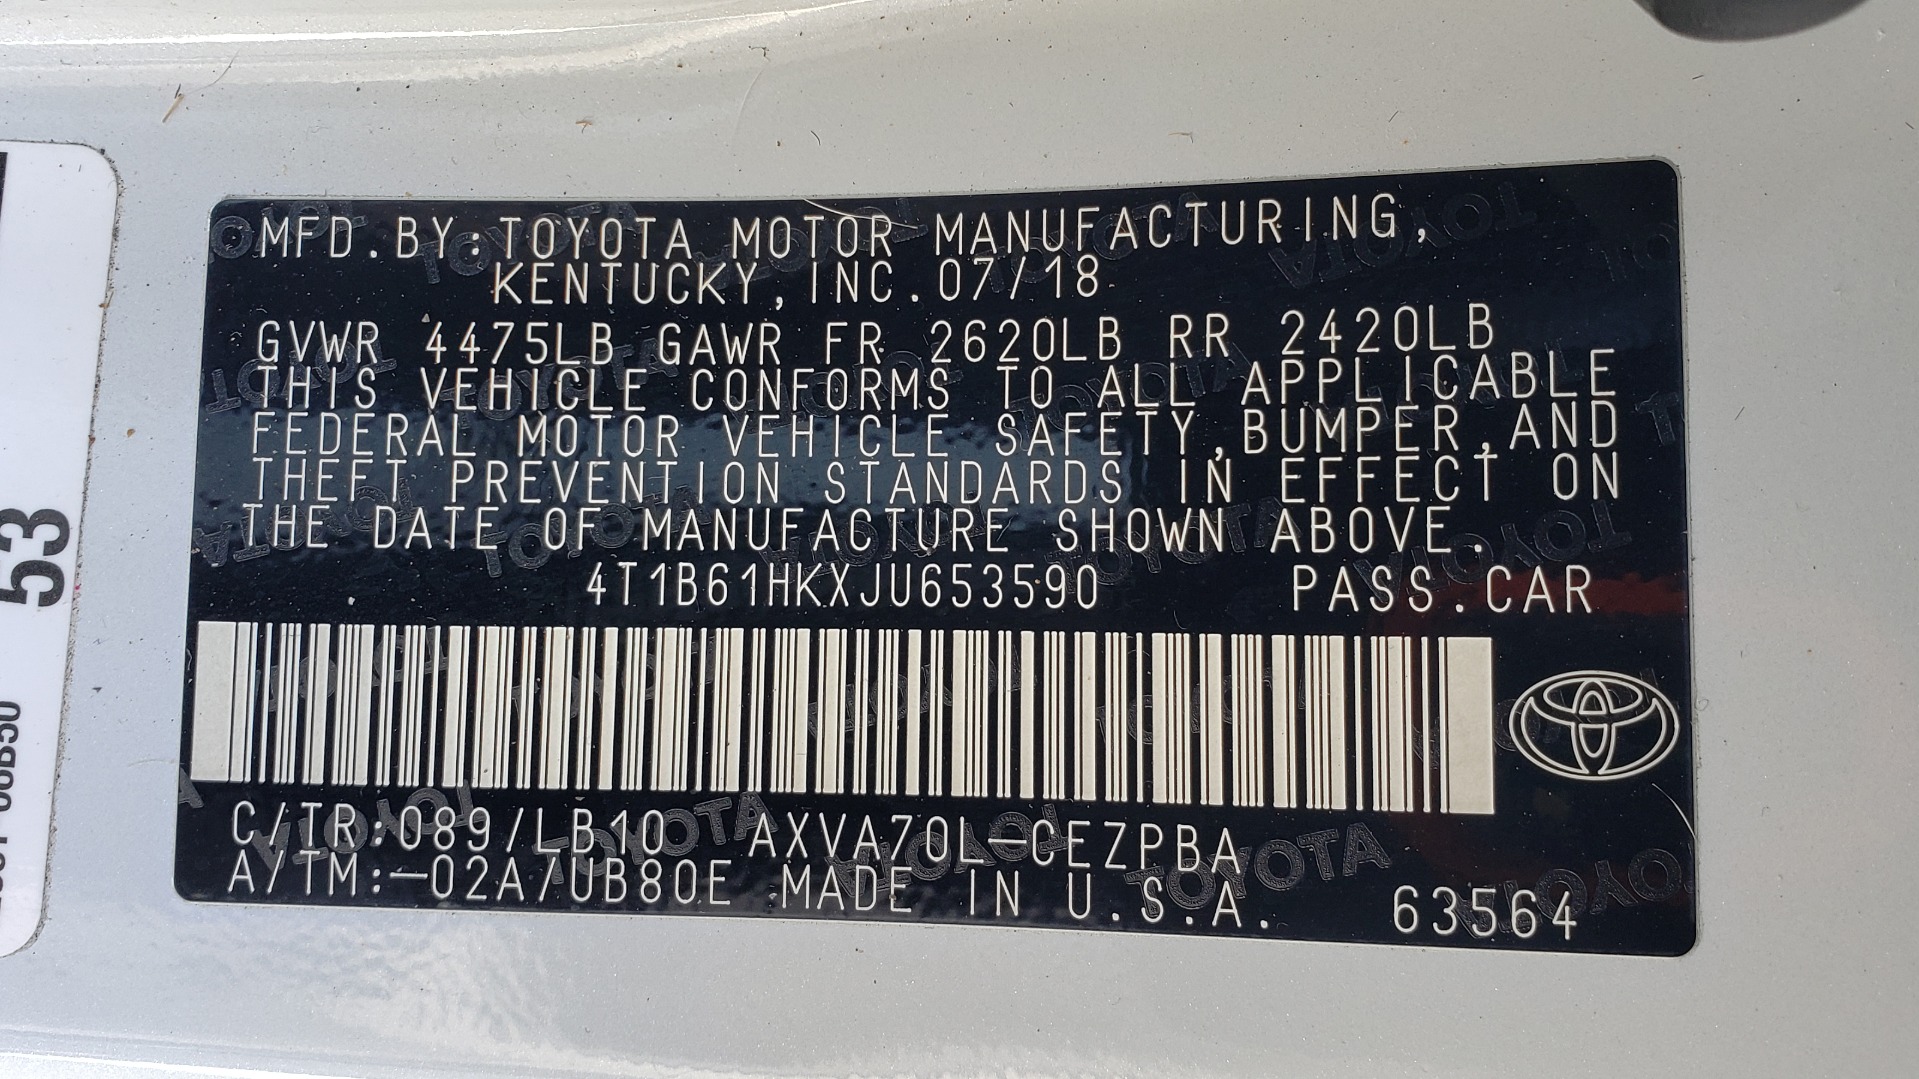 MFD.BY:TOYOTA MOTOR MANUFACTURING,
KENTUCKY,INC.07/18
GVWR 4475LB GAWR FR 2620LB RR 2420LB
THIS VEHICLE CONFORMS TO ALL APPLICABLE
FEDERAL MOTOR VEHICLE SAFETY,BUMPER,AND
THEFT PREVENTION STANDARDS IN EFFECT ON
THE DATE OF MANUFACTURE SHOWN ABOVE.
4T1B61HKXJU653590 PASS.CAR
C/TR:089/LB10 AXVA70L-CEZPBA
A/TM:-02A/UB80E MADE IN U.S.A. 63564
53